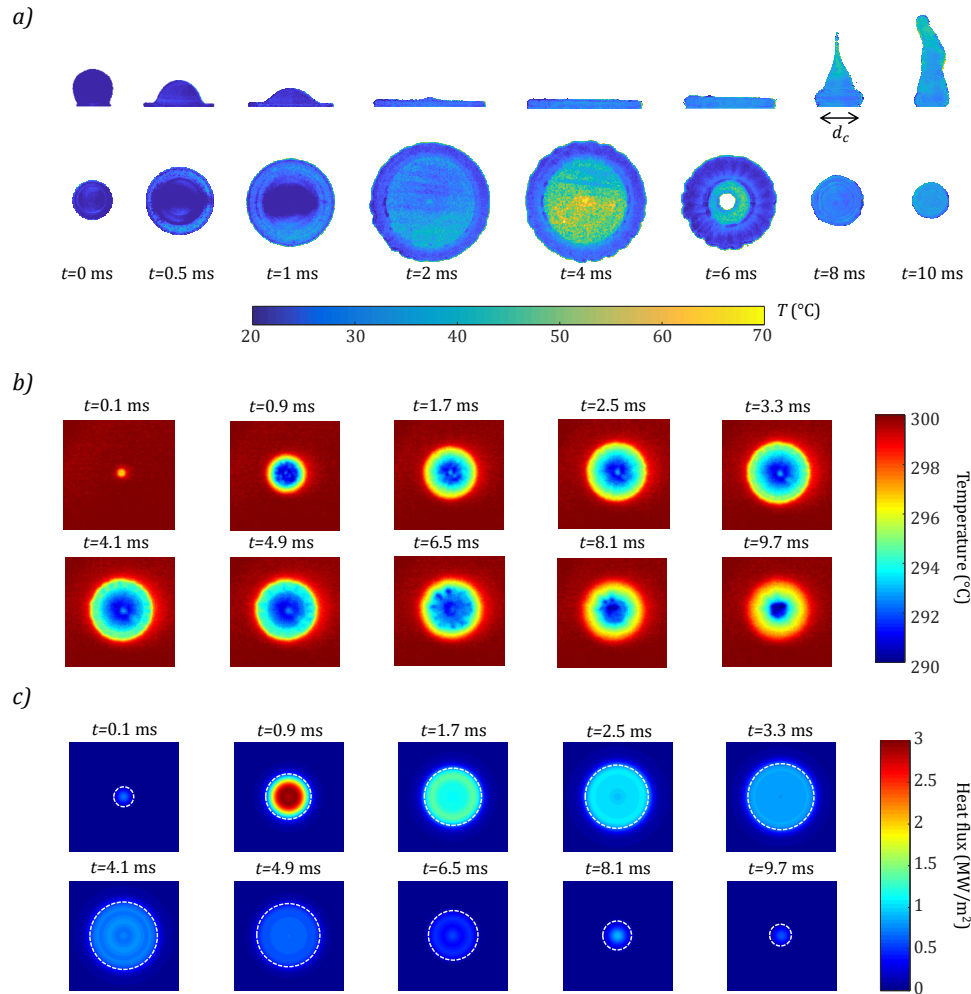 a)
d_c
t=0 ms t=0.5 ms t=1 ms t=2 ms t=4 ms t=6 ms t=8 ms t=10 ms
T (°C)
20 30 40 50 60 70
b)
t=0.1 ms t=0.9 ms t=1.7 ms t=2.5 ms t=3.3 ms
t=4.1 ms t=4.9 ms t=6.5 ms t=8.1 ms t=9.7 ms
300
298
296
294
292
290
Temperature (°C)
c)
t=0.1 ms t=0.9 ms t=1.7 ms t=2.5 ms t=3.3 ms
t=4.1 ms t=4.9 ms t=6.5 ms t=8.1 ms t=9.7 ms
3
2.5
2
1.5
1
0.5
0
Heat flux (MW/m²)